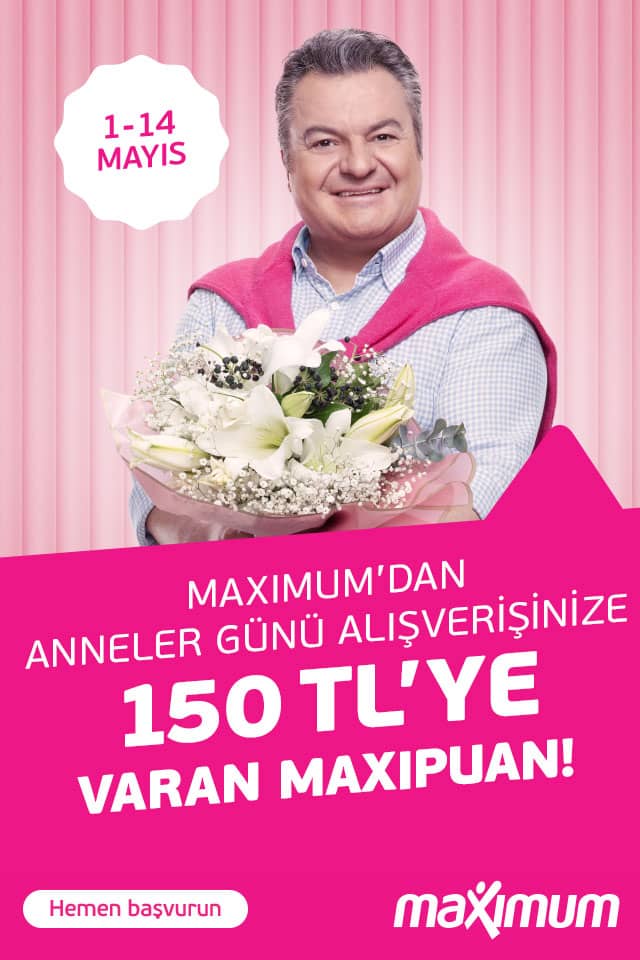 1-14
MAYIS
MAXIMUM'DAN
ANNELER GÜNÜ ALIŞVERİŞİNİZE
150 TL'YE
VARAN MAXIPUAN!
Hemen başvurun
maximum